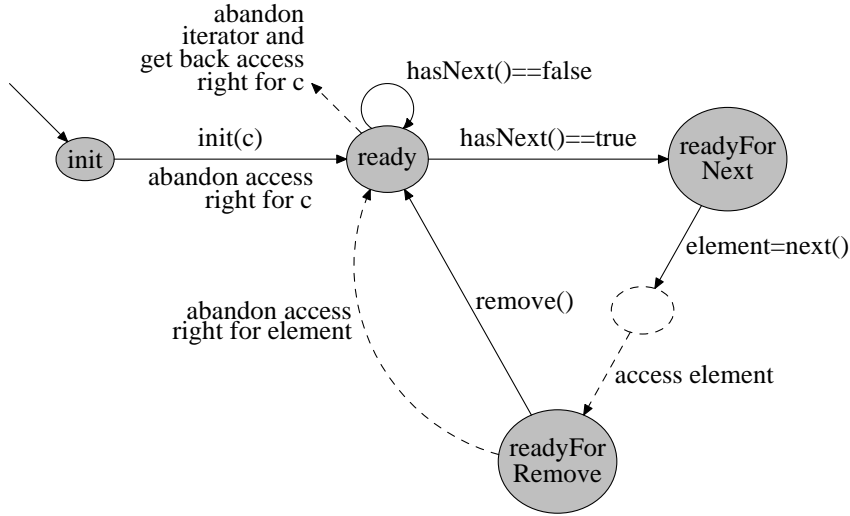 abandon
iterator and
get back access
right for c
hasNext()==false
init
init(c)
abandon access
right for c
ready
hasNext()==true
readyFor
Next
element=next()
abandon access
right for element
remove()
access element
readyFor
Remove